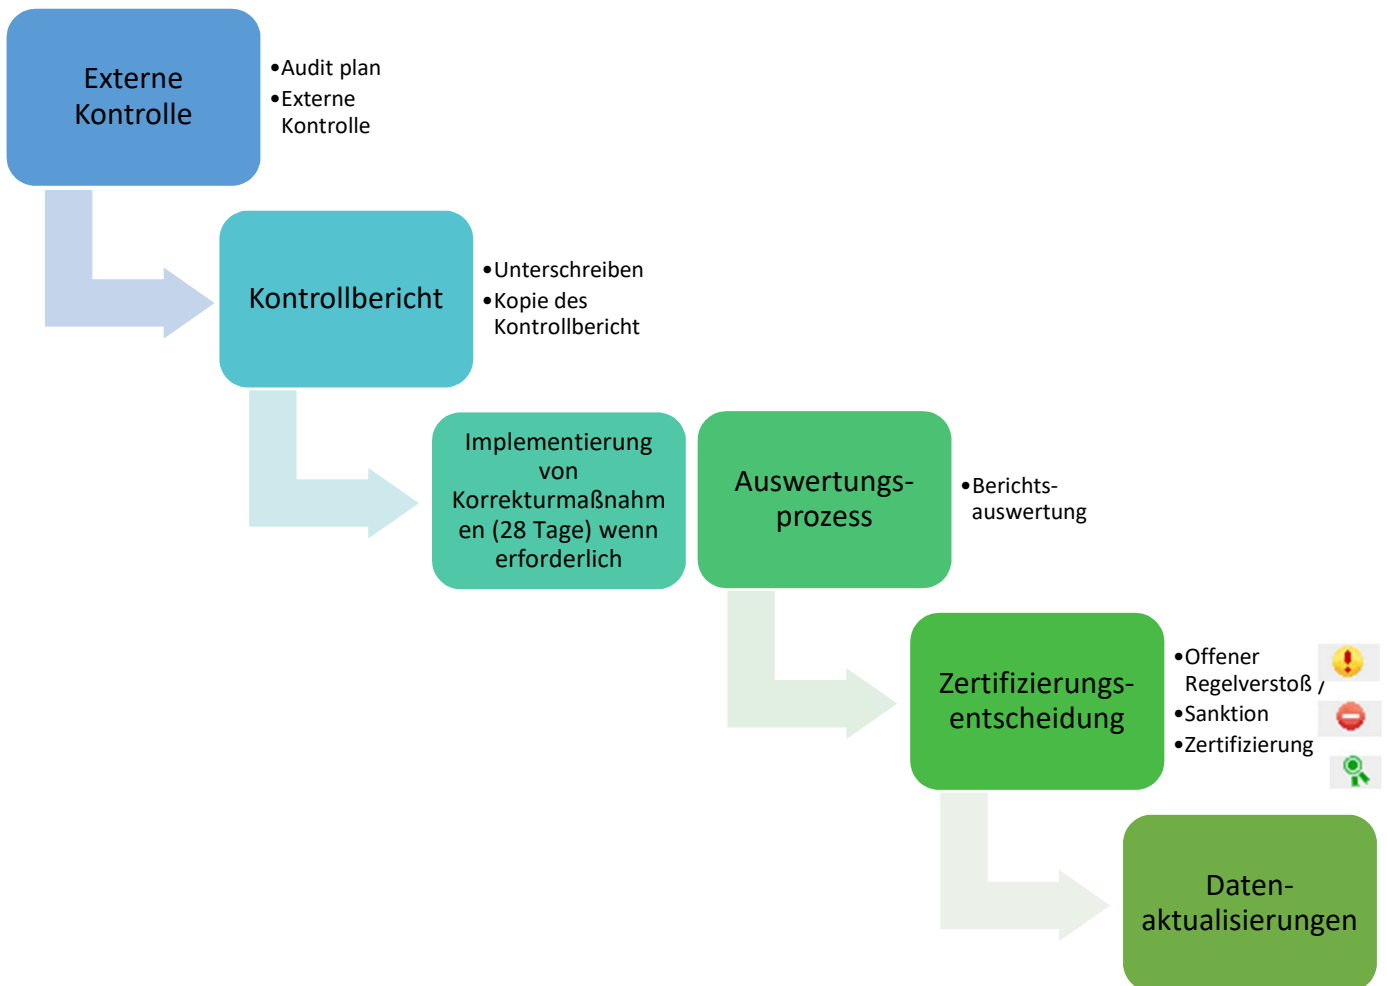 Externe
Kontrolle
•Audit plan
•Externe
Kontrolle
Kontrollbericht
•Unterschreiben
•Kopie des
Kontrollbericht
Implementierung
von
Korrekturmaßnahm
en (28 Tage) wenn
erforderlich
Auswertungs-
prozess
•Berichts-
auswertung
Zertifizierungs-
entscheidung
•Offener
Regelverstoß /
•Sanktion
•Zertifizierung
Daten-
aktualisierungen